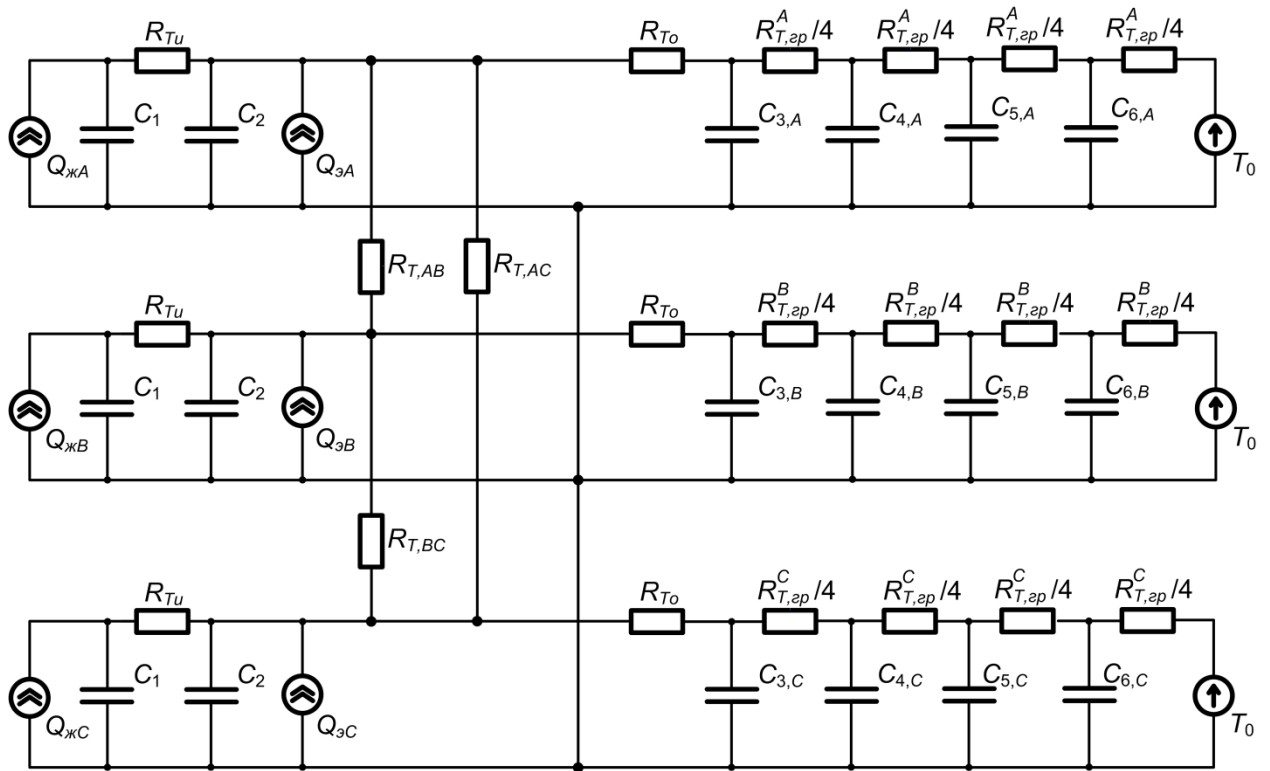 R_Tи R_To R^A_T,гр/4 R^A_T,гр/4 R^A_T,гр/4 R^A_T,гр/4
Q_жA C_1 C_2 Q_эA C_3,A C_4,A C_5,A C_6,A T_0
R_T,AB R_T,AC
R_Tи R_To R^B_T,гр/4 R^B_T,гр/4 R^B_T,гр/4 R^B_T,гр/4
Q_жB C_1 C_2 Q_эB C_3,B C_4,B C_5,B C_6,B T_0
R_T,BC
R_Tи R_To R^C_T,гр/4 R^C_T,гр/4 R^C_T,гр/4 R^C_T,гр/4
Q_жC C_1 C_2 Q_эC C_3,C C_4,C C_5,C C_6,C T_0